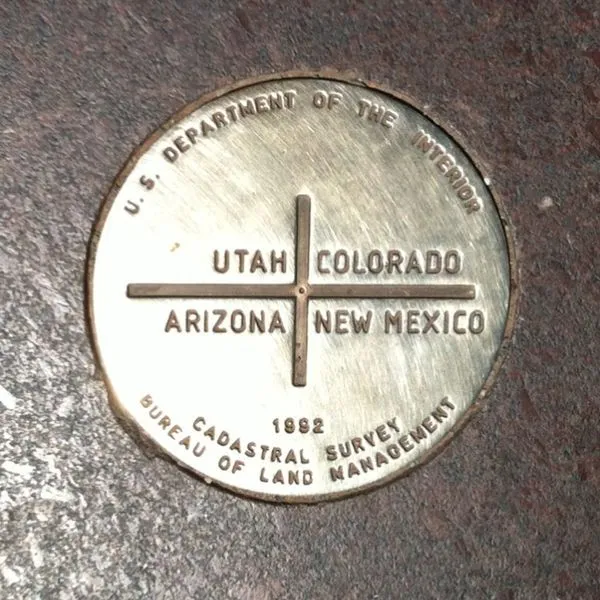 U. S. DEPARTMENT OF THE INTERIOR
UTAH COLORADO
ARIZONA NEW MEXICO
1992
CADASTRAL SURVEY
BUREAU OF LAND MANAGEMENT